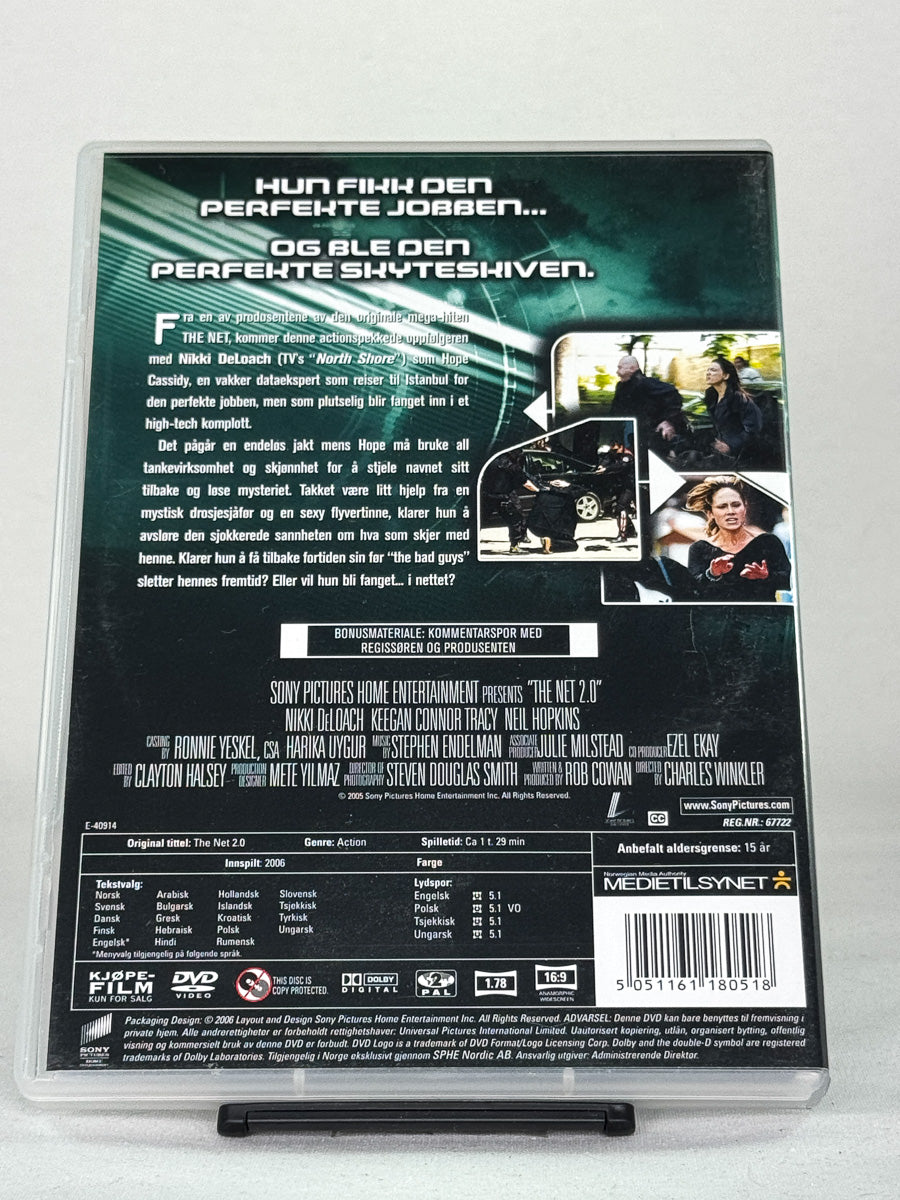 HUN FIKK DEN
PERFEKTE JOBBEN...
OG BLE DEN
PERFEKTE SKYTESKIVEN.
Fra en av produsentene av den originale mega-hiten
THE NET, kommer denne actionspekkede oppfølgeren
med Nikki DeLoach (TV's "North Shore") som Hope
Cassidy, en vakker dataekspert som reiser til Istanbul for
den perfekte jobben, men som plutselig blir fanget inn i et
high-tech komplott.
Det pågår en endeløs jakt mens Hope må bruke all
tankevirksomhet og skjønnhet for å stjele navnet sitt
tilbake og løse mysteriet. Takket være litt hjelp fra en
mystisk drosjesjåfør og en sexy flyvertinne, klarer hun å
avsløre den sjokkerede sannheten om hva som skjer med
henne. Klarer hun å få tilbake fortiden sin før "the bad guys"
sletter hennes fremtid? Eller vil hun bli fanget... i nettet?
BONUSMATERIALE: KOMMENTARSPOR MED
REGISSØREN OG PRODUSENTEN
SONY PICTURES HOME ENTERTAINMENT PRESENTS "THE NET 2.0"
NIKKI DeLOACH KEEGAN CONNOR TRACY NEIL HOPKINS
CASTING BY RONNIE YESKEL, CSA HARIKA UYGUR MUSIC BY STEPHEN ENDELMAN ASSOCIATE PRODUCER JULIE MILSTEAD CO PRODUCER EZEL EKAY
EDITED BY CLAYTON HALSEY PRODUCTION DESIGNER METE YILMAZ DIRECTOR OF PHOTOGRAPHY STEVEN DOUGLAS SMITH WRITTEN & PRODUCED BY ROB COWAN DIRECTED BY CHARLES WINKLER
© 2005 Sony Pictures Home Entertainment Inc. All Rights Reserved.
CC
www.SonyPictures.com
E-40914
REG.NR.: 67722
Original tittel: The Net 2.0 Genre: Action Spilletid: Ca 1 t. 29 min
Innspilt: 2006 Farge
Anbefalt aldersgrense: 15 år
Norwegian Media Authority
MEDIETILSYNET
Tekstvalg:
Norsk Arabisk Hollandsk Slovensk
Svensk Bulgarsk Islandsk Tsjekkisk
Dansk Gresk Kroatisk Tyrkisk
Finsk Hebraisk Polsk Ungarsk
Engelsk* Hindi Rumensk
*Menyvalg tilgjengelig på følgende språk.
Lydspor:
Engelsk 5.1
Polsk 5.1 VO
Tsjekkisk 5.1
Ungarsk 5.1
5 051161 180518
KJØPE-
FILM
KUN FOR SALG
DVD
VIDEO
THIS DISC IS
COPY PROTECTED.
DOLBY
DIGITAL
2
PAL
1.78
16:9
ANAMORPHIC
WIDESCREEN
SONY
PICTURES
Packaging Design: © 2006 Layout and Design Sony Pictures Home Entertainment Inc. All Rights Reserved. ADVARSEL: Denne DVD kan bare benyttes til fremvisning i
private hjem. Alle andrerettigheter er forbeholdt rettighetshaver: Universal Pictures International Limited. Uautorisert kopiering, utlån, organisert bytting, offentlig
visning og kommersielt bruk av denne DVD er forbudt. DVD Logo is a trademark of DVD Format/Logo Licensing Corp. Dolby and the double-D symbol are registered
trademarks of Dolby Laboratories. Tilgjengelig i Norge eksklusivt gjennom SPHE Nordic AB. Ansvarlig utgiver: Administrerende Direktør.